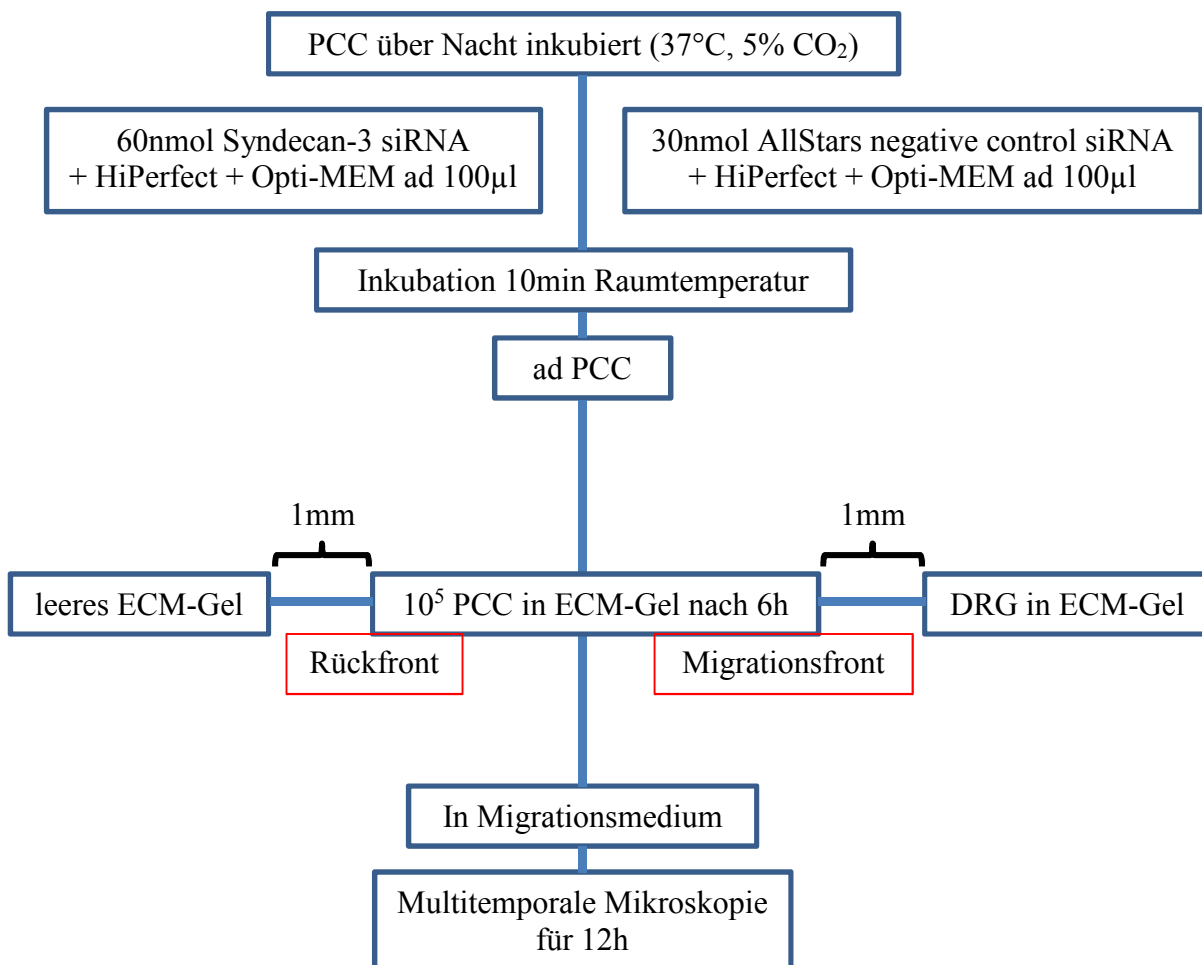 PCC über Nacht inkubiert (37°C, 5% CO₂)
60nmol Syndecan-3 siRNA
+ HiPerfect + Opti-MEM ad 100µl
30nmol AllStars negative control siRNA
+ HiPerfect + Opti-MEM ad 100µl
Inkubation 10min Raumtemperatur
ad PCC
1mm
1mm
leeres ECM-Gel
10⁵ PCC in ECM-Gel nach 6h
DRG in ECM-Gel
Rückfront
Migrationsfront
In Migrationsmedium
Multitemporale Mikroskopie
für 12h